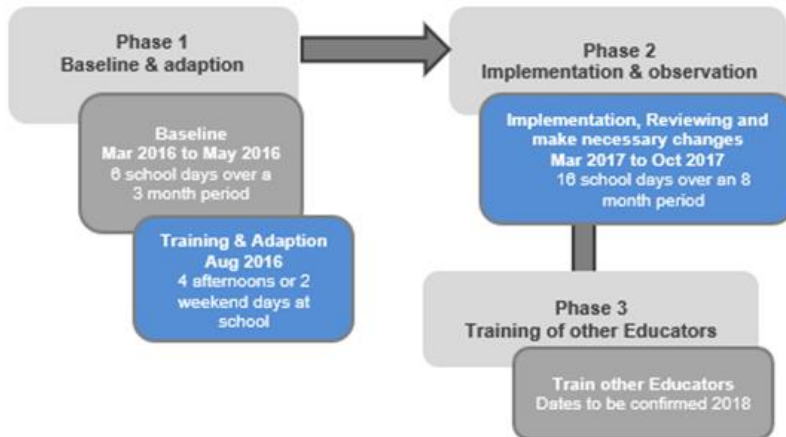 Phase 1
Baseline & adaption
Baseline
Mar 2016 to May 2016
6 school days over a
3 month period
Training & Adaption
Aug 2016
4 afternoons or 2
weekend days at
school
Phase 2
Implementation & observation
Implementation, Reviewing and
make necessary changes
Mar 2017 to Oct 2017
16 school days over an 8
month period
Phase 3
Training of other Educators
Train other Educators
Dates to be confirmed 2018